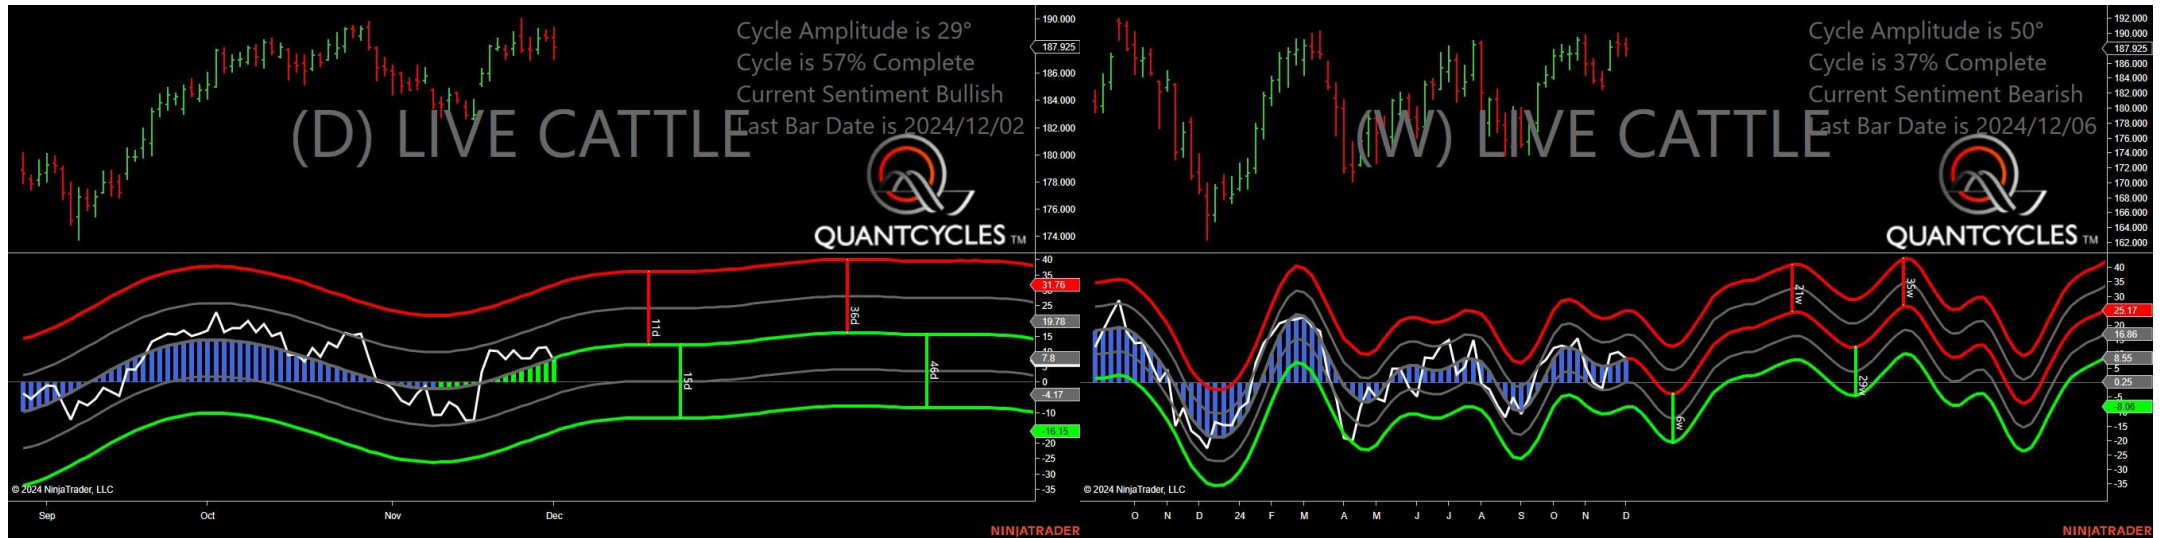 Cycle Amplitude is 29°
Cycle is 57% Complete
Current Sentiment Bullish
Last Bar Date is 2024/12/02
(D) LIVE CATTLE
QUANTCYCLES TM
190.000
187.925
186.000
184.000
182.000
180.000
178.000
176.000
174.000
40
35
31.76
25
19.78
15
7.8
0
-4.17
-10
-16.15
-20
-25
-30
-35
11d
15d
36d
46d
© 2024 NinjaTrader, LLC
Sep Oct Nov Dec
NINJATRADER
Cycle Amplitude is 50°
Cycle is 37% Complete
Current Sentiment Bearish
Last Bar Date is 2024/12/06
(W) LIVE CATTLE
QUANTCYCLES TM
192.000
190.000
187.925
186.000
184.000
182.000
180.000
178.000
176.000
174.000
172.000
170.000
168.000
166.000
164.000
162.000
40
35
30
25.17
20
16.86
8.55
5
0.25
-5
-8.06
-15
-20
-30
-35
6w
21w
29w
35w
© 2024 NinjaTrader, LLC
O N D 24 F M A M J J A S O N D
NINJATRADER